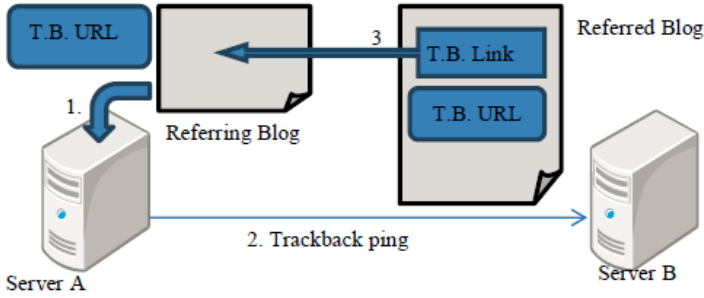 T.B. URL
3
Referred Blog
T.B. Link
1.
T.B. URL
Referring Blog
2. Trackback ping
Server A
Server B